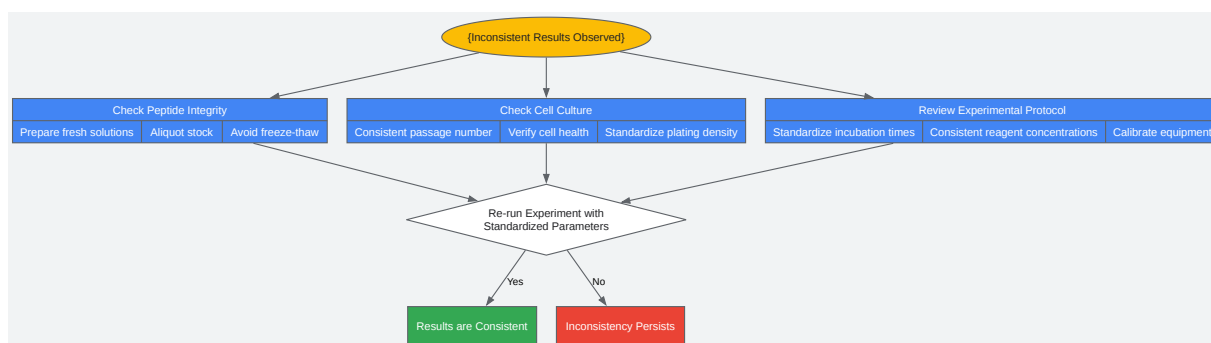 {Inconsistent Results Observed}
Check Peptide Integrity
Prepare fresh solutions
Aliquot stock
Avoid freeze-thaw
Check Cell Culture
Consistent passage number
Verify cell health
Standardize plating density
Review Experimental Protocol
Standardize incubation times
Consistent reagent concentrations
Calibrate equipment
Re-run Experiment with
Standardized Parameters
Yes
No
Results are Consistent
Inconsistency Persists